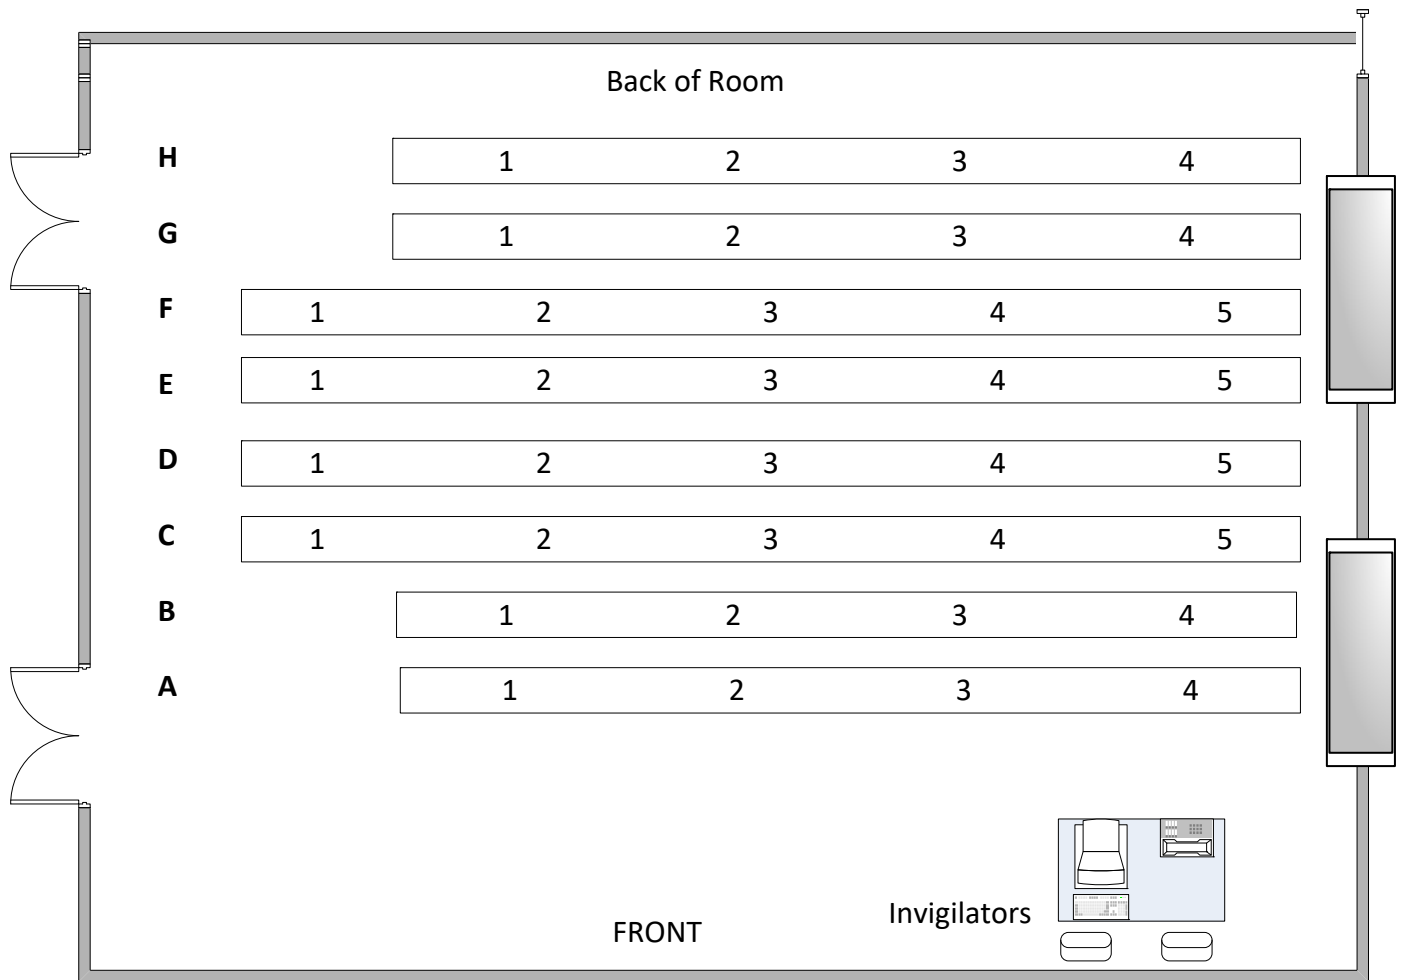 Back of Room
H 1 2 3 4
G 1 2 3 4
F 1 2 3 4 5
E 1 2 3 4 5
D 1 2 3 4 5
C 1 2 3 4 5
B 1 2 3 4
A 1 2 3 4
Invigilators
FRONT